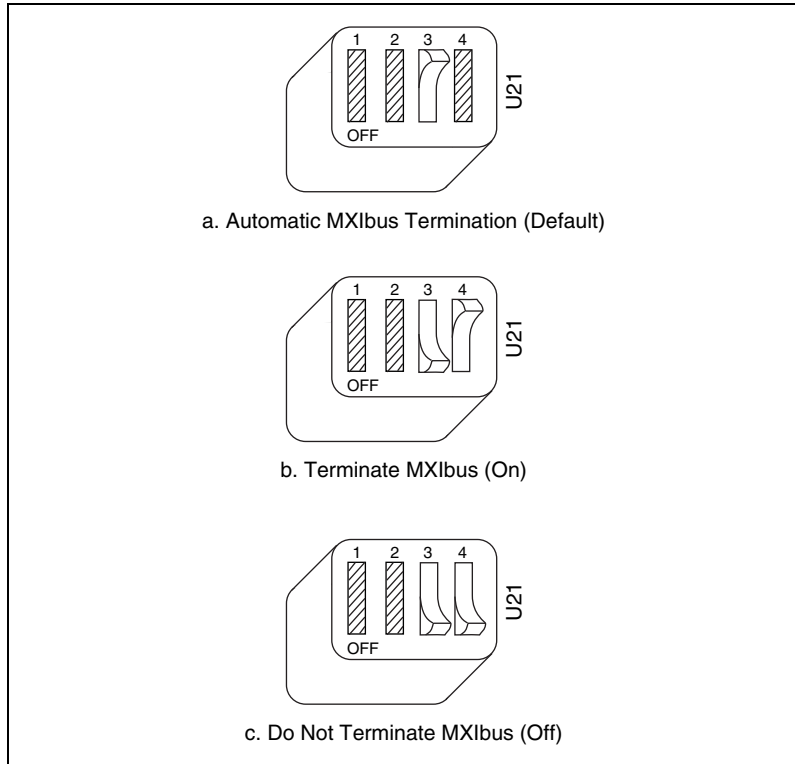 1 2 3 4
U21
OFF
a. Automatic MXIbus Termination (Default)
1 2 3 4
U21
OFF
b. Terminate MXIbus (On)
1 2 3 4
U21
OFF
c. Do Not Terminate MXIbus (Off)